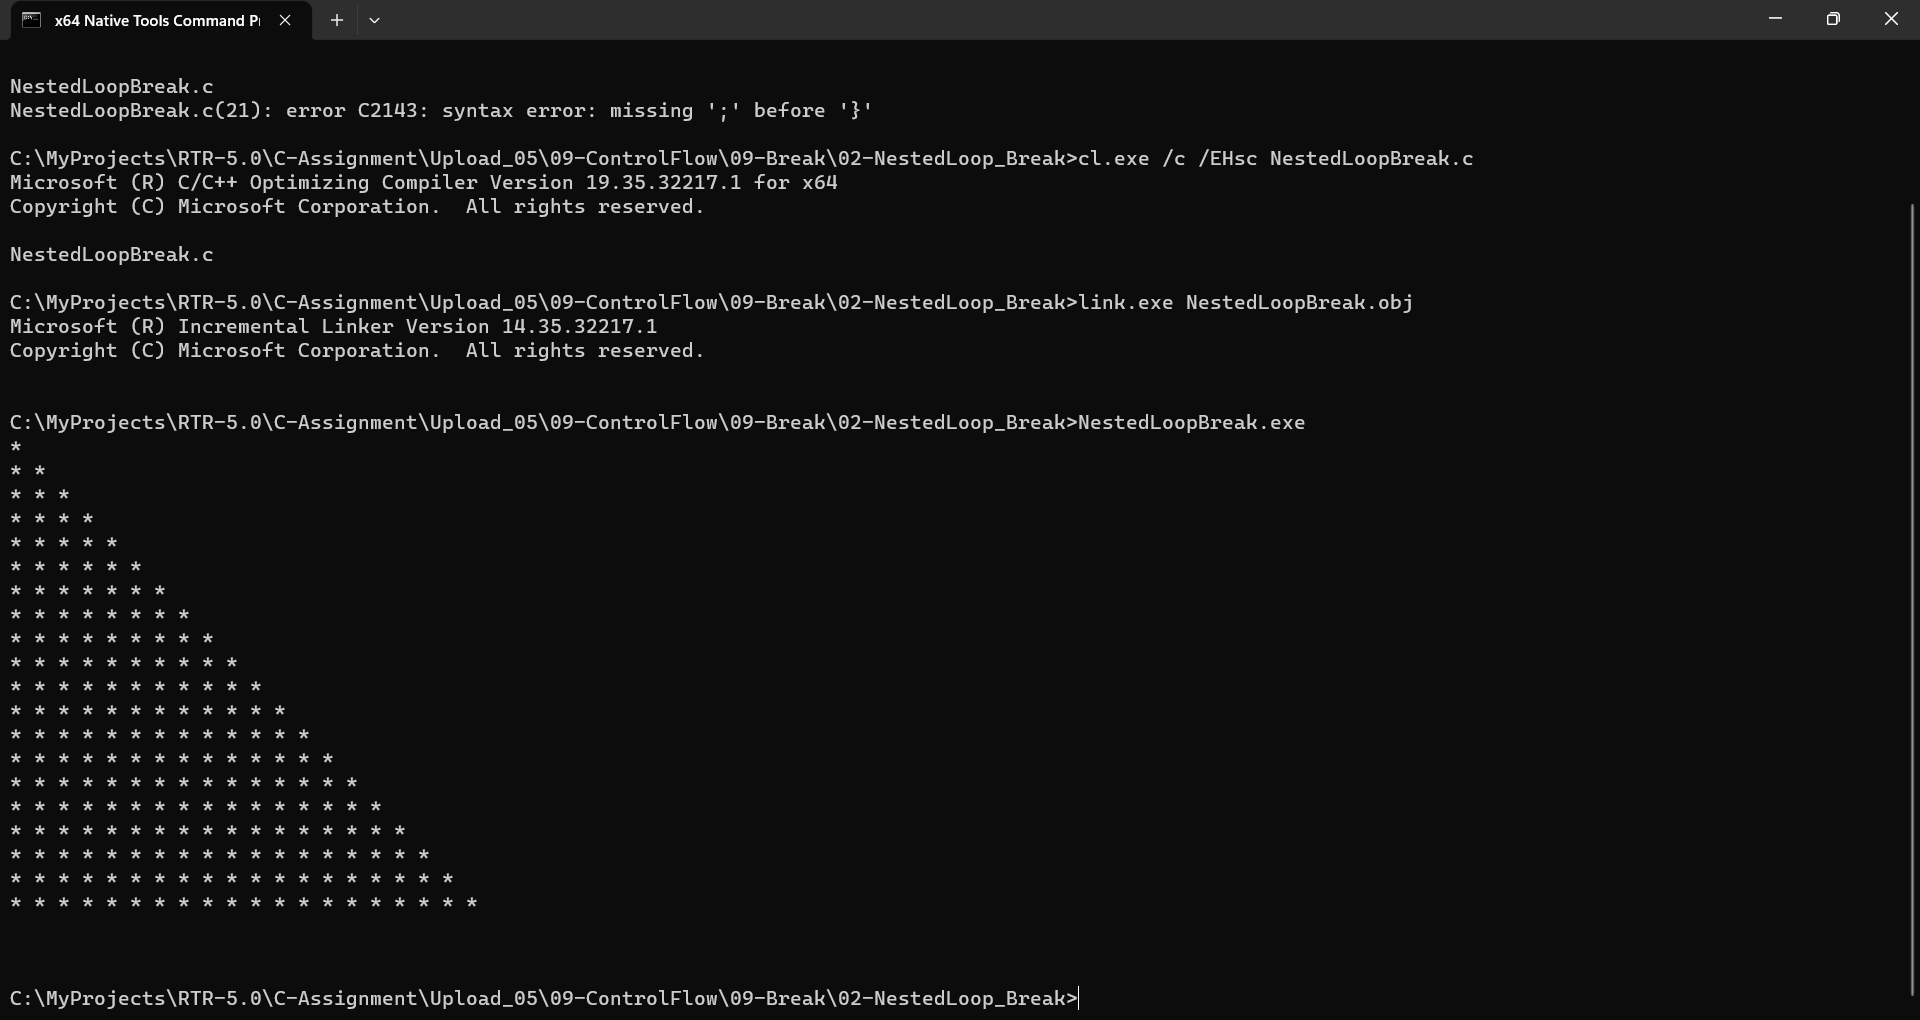 x64 Native Tools Command P
NestedLoopBreak.c
NestedLoopBreak.c(21): error C2143: syntax error: missing ';' before '}'
C:\MyProjects\RTR-5.0\C-Assignment\Upload_05\09-ControlFlow\09-Break\02-NestedLoop_Break>cl.exe /c /EHsc NestedLoopBreak.c
Microsoft (R) C/C++ Optimizing Compiler Version 19.35.32217.1 for x64
Copyright (C) Microsoft Corporation.  All rights reserved.
NestedLoopBreak.c
C:\MyProjects\RTR-5.0\C-Assignment\Upload_05\09-ControlFlow\09-Break\02-NestedLoop_Break>link.exe NestedLoopBreak.obj
Microsoft (R) Incremental Linker Version 14.35.32217.1
Copyright (C) Microsoft Corporation.  All rights reserved.
C:\MyProjects\RTR-5.0\C-Assignment\Upload_05\09-ControlFlow\09-Break\02-NestedLoop_Break>NestedLoopBreak.exe
*
* *
* * *
* * * *
* * * * *
* * * * * *
* * * * * * *
* * * * * * * *
* * * * * * * * *
* * * * * * * * * *
* * * * * * * * * * *
* * * * * * * * * * * *
* * * * * * * * * * * * *
* * * * * * * * * * * * * *
* * * * * * * * * * * * * * *
* * * * * * * * * * * * * * * *
* * * * * * * * * * * * * * * * *
* * * * * * * * * * * * * * * * * *
* * * * * * * * * * * * * * * * * * *
* * * * * * * * * * * * * * * * * * * *
C:\MyProjects\RTR-5.0\C-Assignment\Upload_05\09-ControlFlow\09-Break\02-NestedLoop_Break>